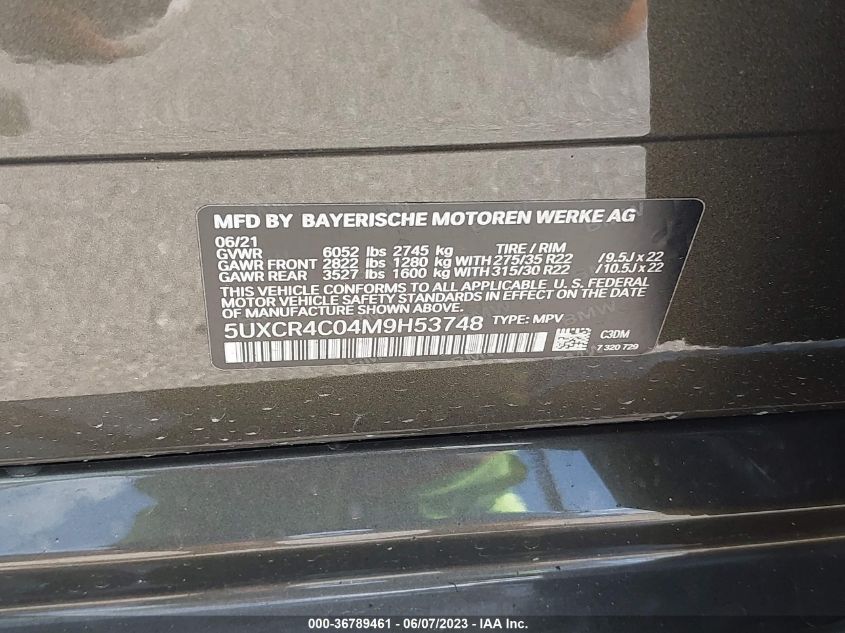 MFD BY BAYERISCHE MOTOREN WERKE AG
06/21
GVWR 6052 lbs 2745 kg TIRE / RIM
GAWR FRONT 2822 lbs 1280 kg WITH 275/35 R22 / 9.5J x 22
GAWR REAR 3527 lbs 1600 kg WITH 315/30 R22 / 10.5J x 22
THIS VEHICLE CONFORMS TO ALL APPLICABLE U. S. FEDERAL
MOTOR VEHICLE SAFETY STANDARDS IN EFFECT ON THE DATE
OF MANUFACTURE SHOWN ABOVE.
5UXCR4C04M9H53748 TYPE: MPV
C3DM
7 320 729
000-36789461 - 06/07/2023 - © IAA Inc.